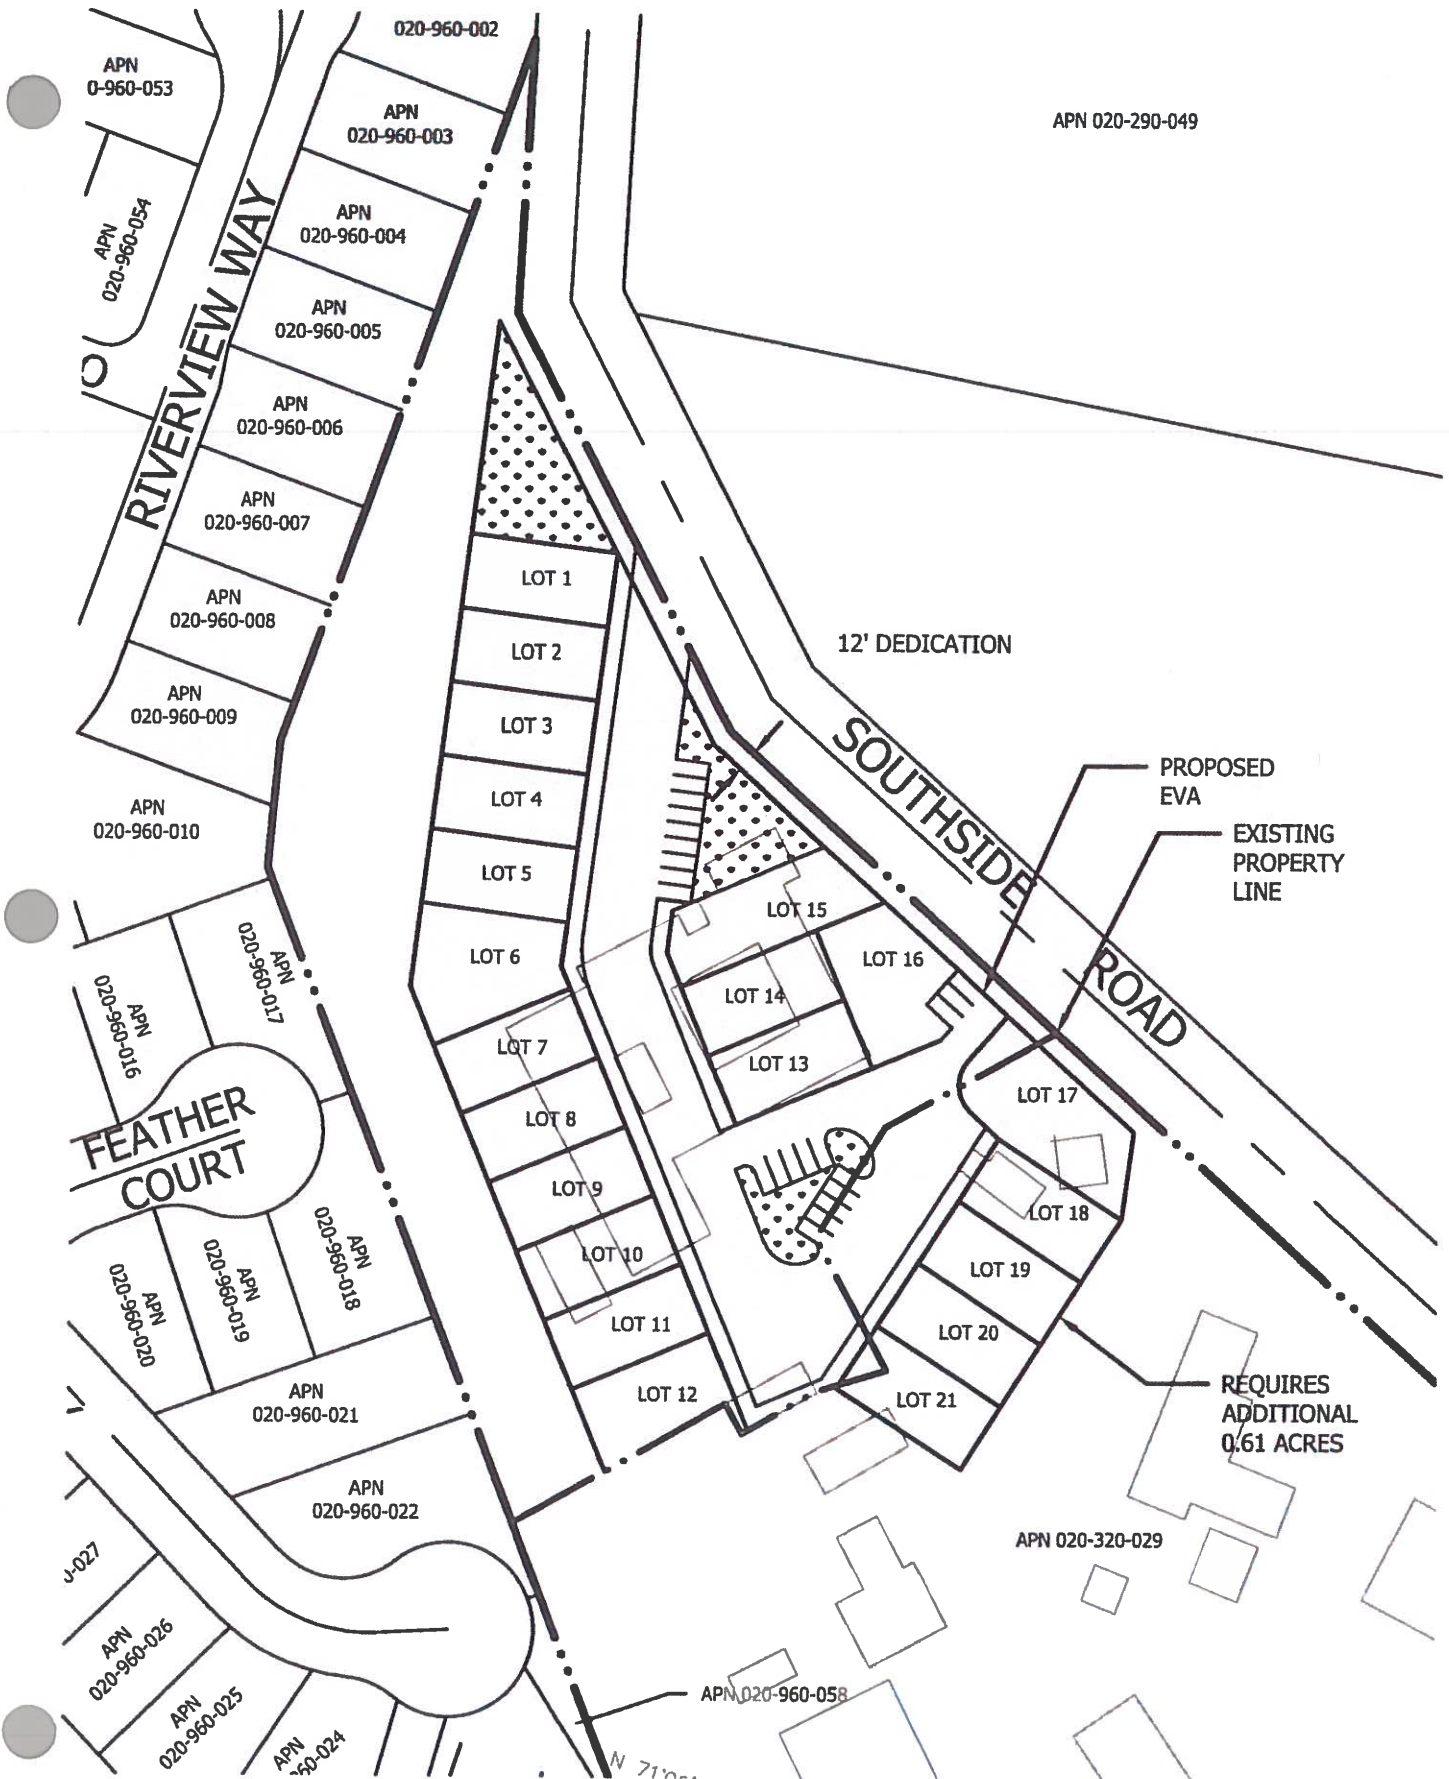 020-960-002
APN
0-960-053
APN
020-960-003
APN 020-290-049
APN
020-960-054
APN
020-960-004
RIVERVIEW WAY
APN
020-960-005
APN
020-960-006
APN
020-960-007
APN
020-960-008
APN
020-960-009
APN
020-960-010
LOT 1
LOT 2
LOT 3
LOT 4
LOT 5
LOT 6
12' DEDICATION
SOUTHSIDE
ROAD
PROPOSED
EVA
EXISTING
PROPERTY
LINE
LOT 15
LOT 16
LOT 14
LOT 13
LOT 17
APN
020-960-017
APN
020-960-016
FEATHER
COURT
LOT 7
LOT 8
LOT 9
LOT 10
LOT 11
LOT 12
LOT 18
LOT 19
LOT 20
LOT 21
APN
020-960-018
APN
020-960-019
APN
020-960-020
APN
020-960-021
APN
020-960-022
REQUIRES
ADDITIONAL
0.61 ACRES
APN 020-320-029
-027
APN
020-960-026
APN
020-960-025
APN
-024
APN 020-960-058
N 71°